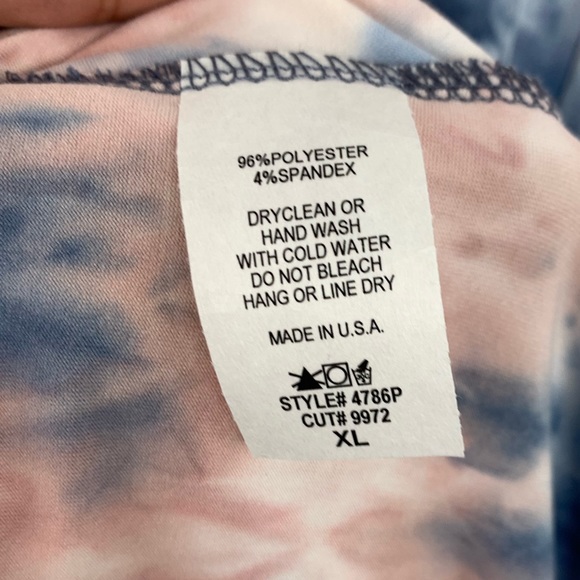 96%POLYESTER
4%SPANDEX
DRYCLEAN OR
HAND WASH
WITH COLD WATER
DO NOT BLEACH
HANG OR LINE DRY
MADE IN U.S.A.
STYLE# 4786P
CUT# 9972
XL